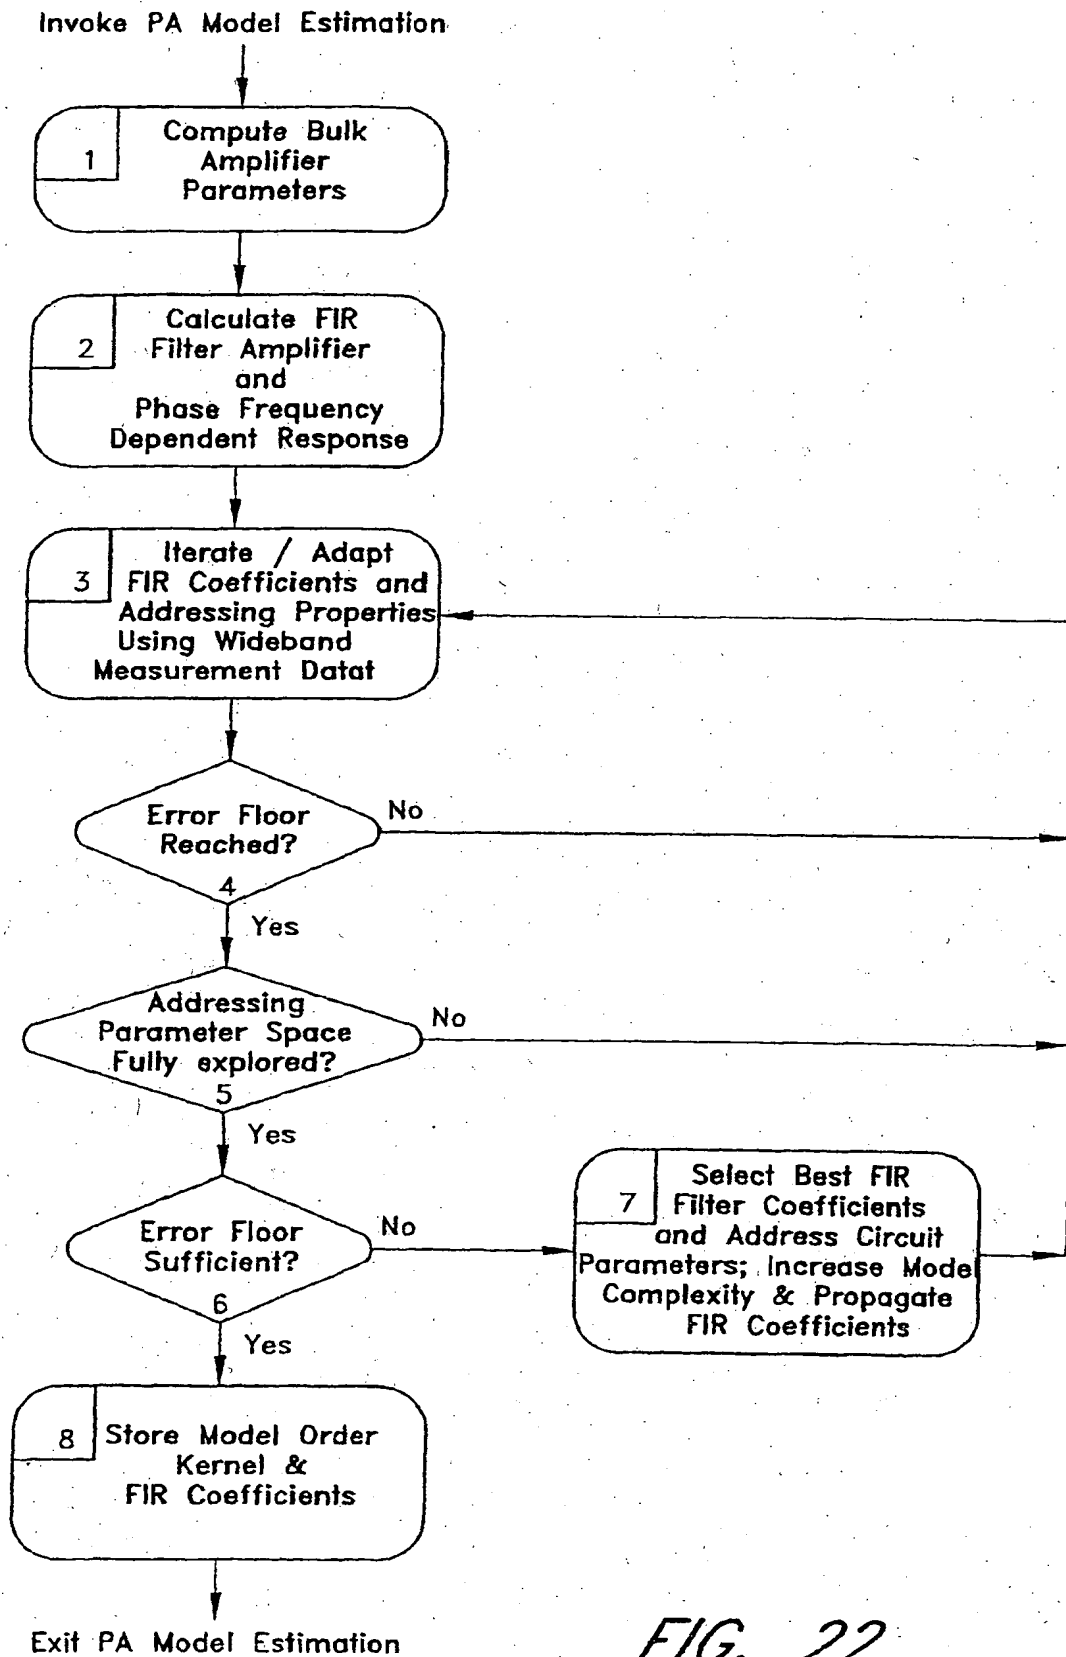 Invoke PA Model Estimation
1
Compute Bulk
Amplifier
Parameters
2
Calculate FIR
Filter Amplifier
and
Phase Frequency
Dependent Response
3
Iterate / Adapt
FIR Coefficients and
Addressing Properties
Using Wideband
Measurement Datat
Error Floor
Reached?
4
No
Yes
Addressing
Parameter Space
Fully explored?
5
No
Yes
Error Floor
Sufficient?
6
No
Yes
7
Select Best FIR
Filter Coefficients
and Address Circuit
Parameters; Increase Model
Complexity & Propagate
FIR Coefficients
8
Store Model Order
Kernel &
FIR Coefficients
Exit PA Model Estimation
FIG. 22